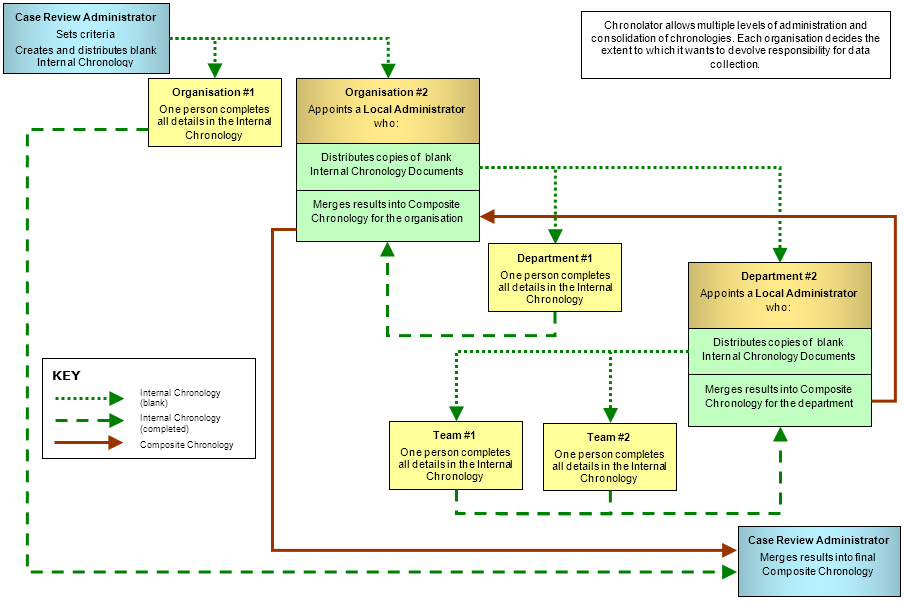 Case Review Administrator
Sets criteria
Creates and distributes blank
Internal Chronology
Chronolator allows multiple levels of administration and
consolidation of chronologies. Each organisation decides the
extent to which it wants to devolve responsibility for data
collection.
Organisation #1
One person completes
all details in the Internal
Chronology
Organisation #2
Appoints a Local Administrator
who:
Distributes copies of blank
Internal Chronology Documents
Merges results into Composite
Chronology for the organisation
Department #1
One person completes
all details in the Internal
Chronology
Department #2
Appoints a Local Administrator
who:
Distributes copies of blank
Internal Chronology Documents
Merges results into Composite
Chronology for the department
KEY
Internal Chronology
(blank)
Internal Chronology
(completed)
Composite Chronology
Team #1
One person completes
all details in the Internal
Chronology
Team #2
One person completes
all details in the Internal
Chronology
Case Review Administrator
Merges results into final
Composite Chronology